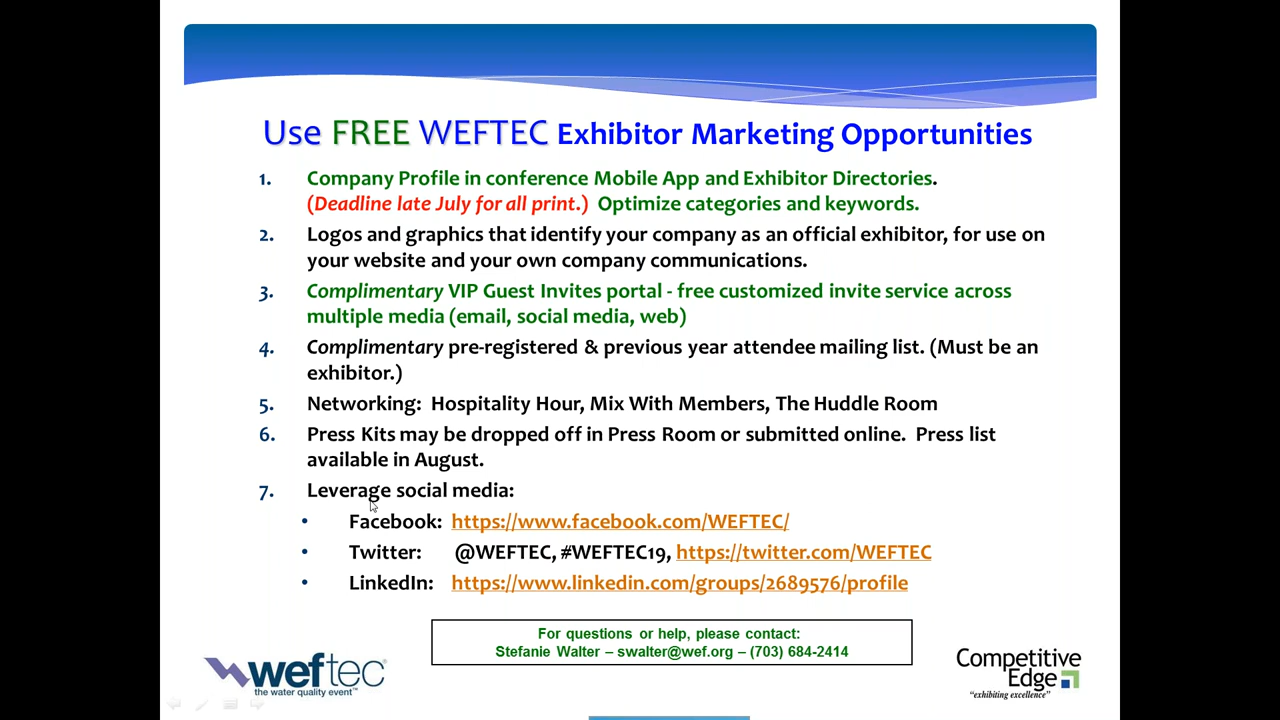 Use FREE WEFTEC Exhibitor Marketing Opportunities
1. Company Profile in conference Mobile App and Exhibitor Directories.
(Deadline late July for all print.) Optimize categories and keywords.
2. Logos and graphics that identify your company as an official exhibitor, for use on
your website and your own company communications.
3. Complimentary VIP Guest Invites portal - free customized invite service across
multiple media (email, social media, web)
4. Complimentary pre-registered & previous year attendee mailing list. (Must be an
exhibitor.)
5. Networking: Hospitality Hour, Mix With Members, The Huddle Room
6. Press Kits may be dropped off in Press Room or submitted online. Press list
available in August.
7. Leverage social media:
• Facebook: https://www.facebook.com/WEFTEC/
• Twitter: @WEFTEC, #WEFTEC19, https://twitter.com/WEFTEC
• LinkedIn: https://www.linkedin.com/groups/2689576/profile
For questions or help, please contact:
Stefanie Walter – swalter@wef.org – (703) 684-2414
weftec
the water quality event™
Competitive
Edge
"exhibiting excellence"